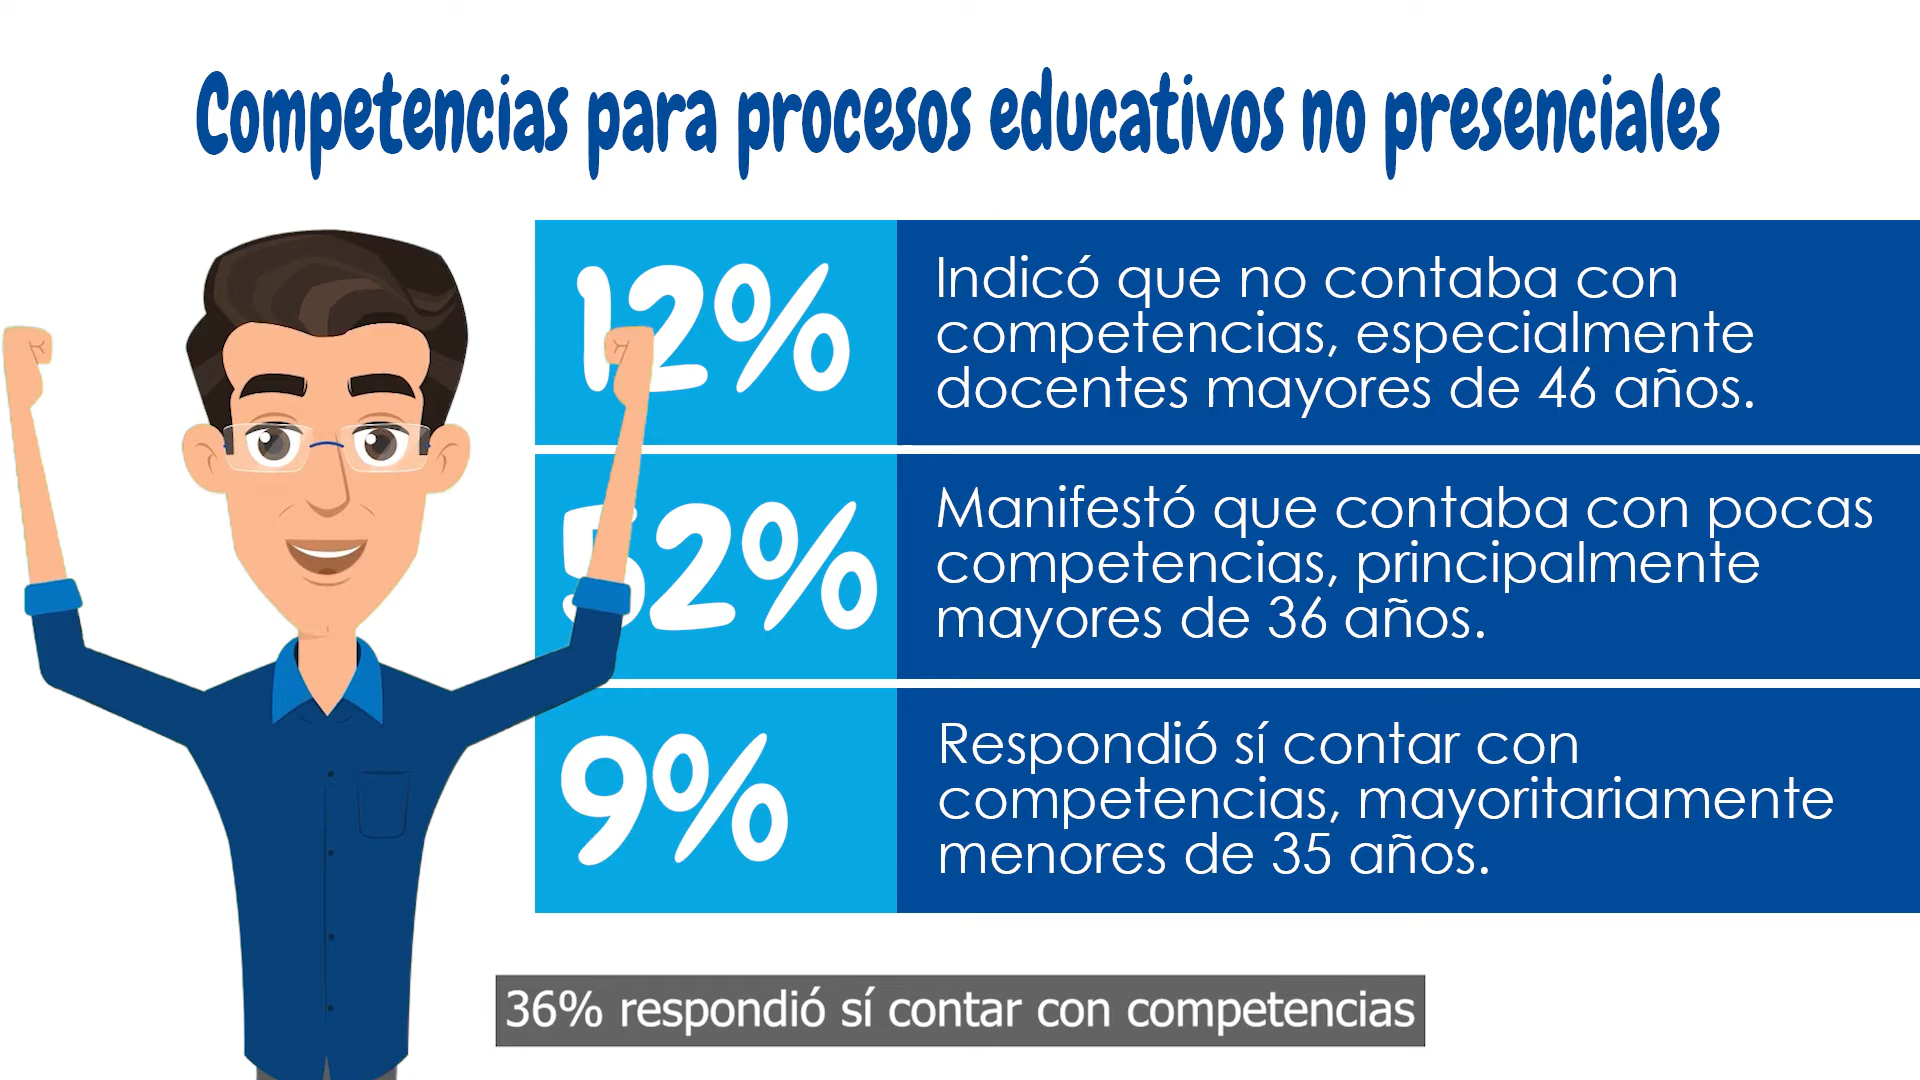 Competencias para procesos educativos no presenciales
12%
Indicó que no contaba con
competencias, especialmente
docentes mayores de 46 años.
52%
Manifestó que contaba con pocas
competencias, principalmente
mayores de 36 años.
9%
Respondió sí contar con
competencias, mayoritariamente
menores de 35 años.
36% respondió sí contar con competencias